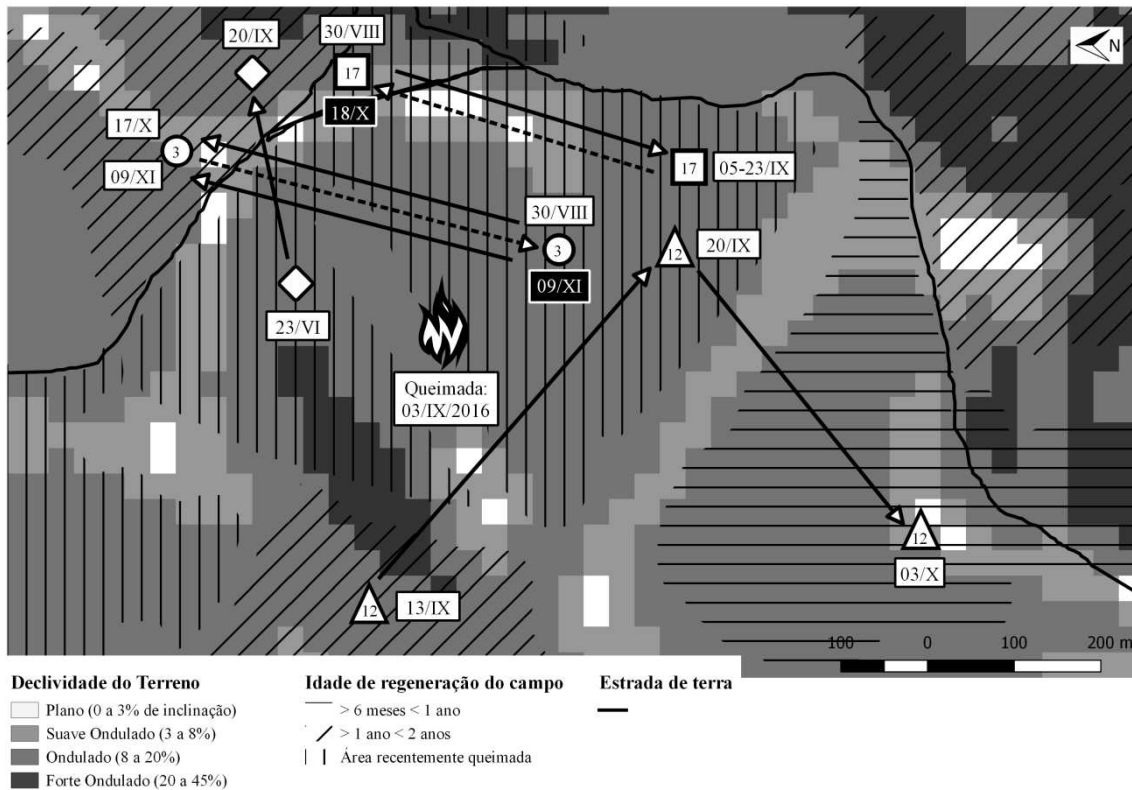 20/IX
30/VIII
N
17
18/X
17/X
3
09/XI
05-23/IX
17
30/VIII
3
09/XI
12
20/IX
23/VI
Queimada:
03/IX/2016
12
13/IX
12
03/X
100 0 100 200 m
Declividade do Terreno
Plano (0 a 3% de inclinação)
Suave Ondulado (3 a 8%)
Ondulado (8 a 20%)
Forte Ondulado (20 a 45%)
Idade de regeneração do campo
> 6 meses < 1 ano
> 1 ano < 2 anos
Área recentemente queimada
Estrada de terra